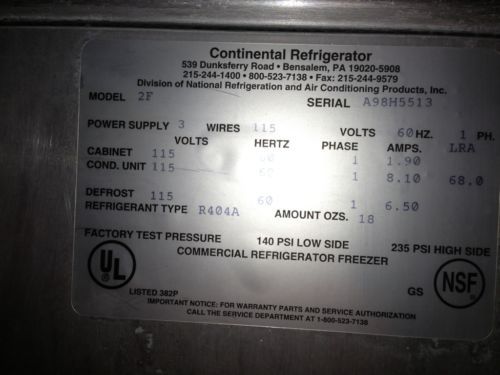 Continental Refrigerator
539 Dunksferry Road • Bensalem, PA 19020-5908
215-244-1400 • 800-523-7138 • Fax: 215-244-9579
Division of National Refrigeration and Air Conditioning Products, Inc.
MODEL 2F SERIAL A98H5513
POWER SUPPLY 3 WIRES 115 VOLTS 60 HZ. 1 PH.
VOLTS HERTZ PHASE AMPS. LRA
CABINET 115 60 1 1.90
COND. UNIT 115 60 1 8.10 68.0
DEFROST 115 60 1 6.50
REFRIGERANT TYPE R404A AMOUNT OZS. 18
FACTORY TEST PRESSURE 140 PSI LOW SIDE 235 PSI HIGH SIDE
COMMERCIAL REFRIGERATOR FREEZER
UL NSF
LISTED 382P GS
IMPORTANT NOTICE: FOR WARRANTY PARTS AND SERVICE ASSISTANCE
CALL THE SERVICE DEPARTMENT AT 1-800-523-7138